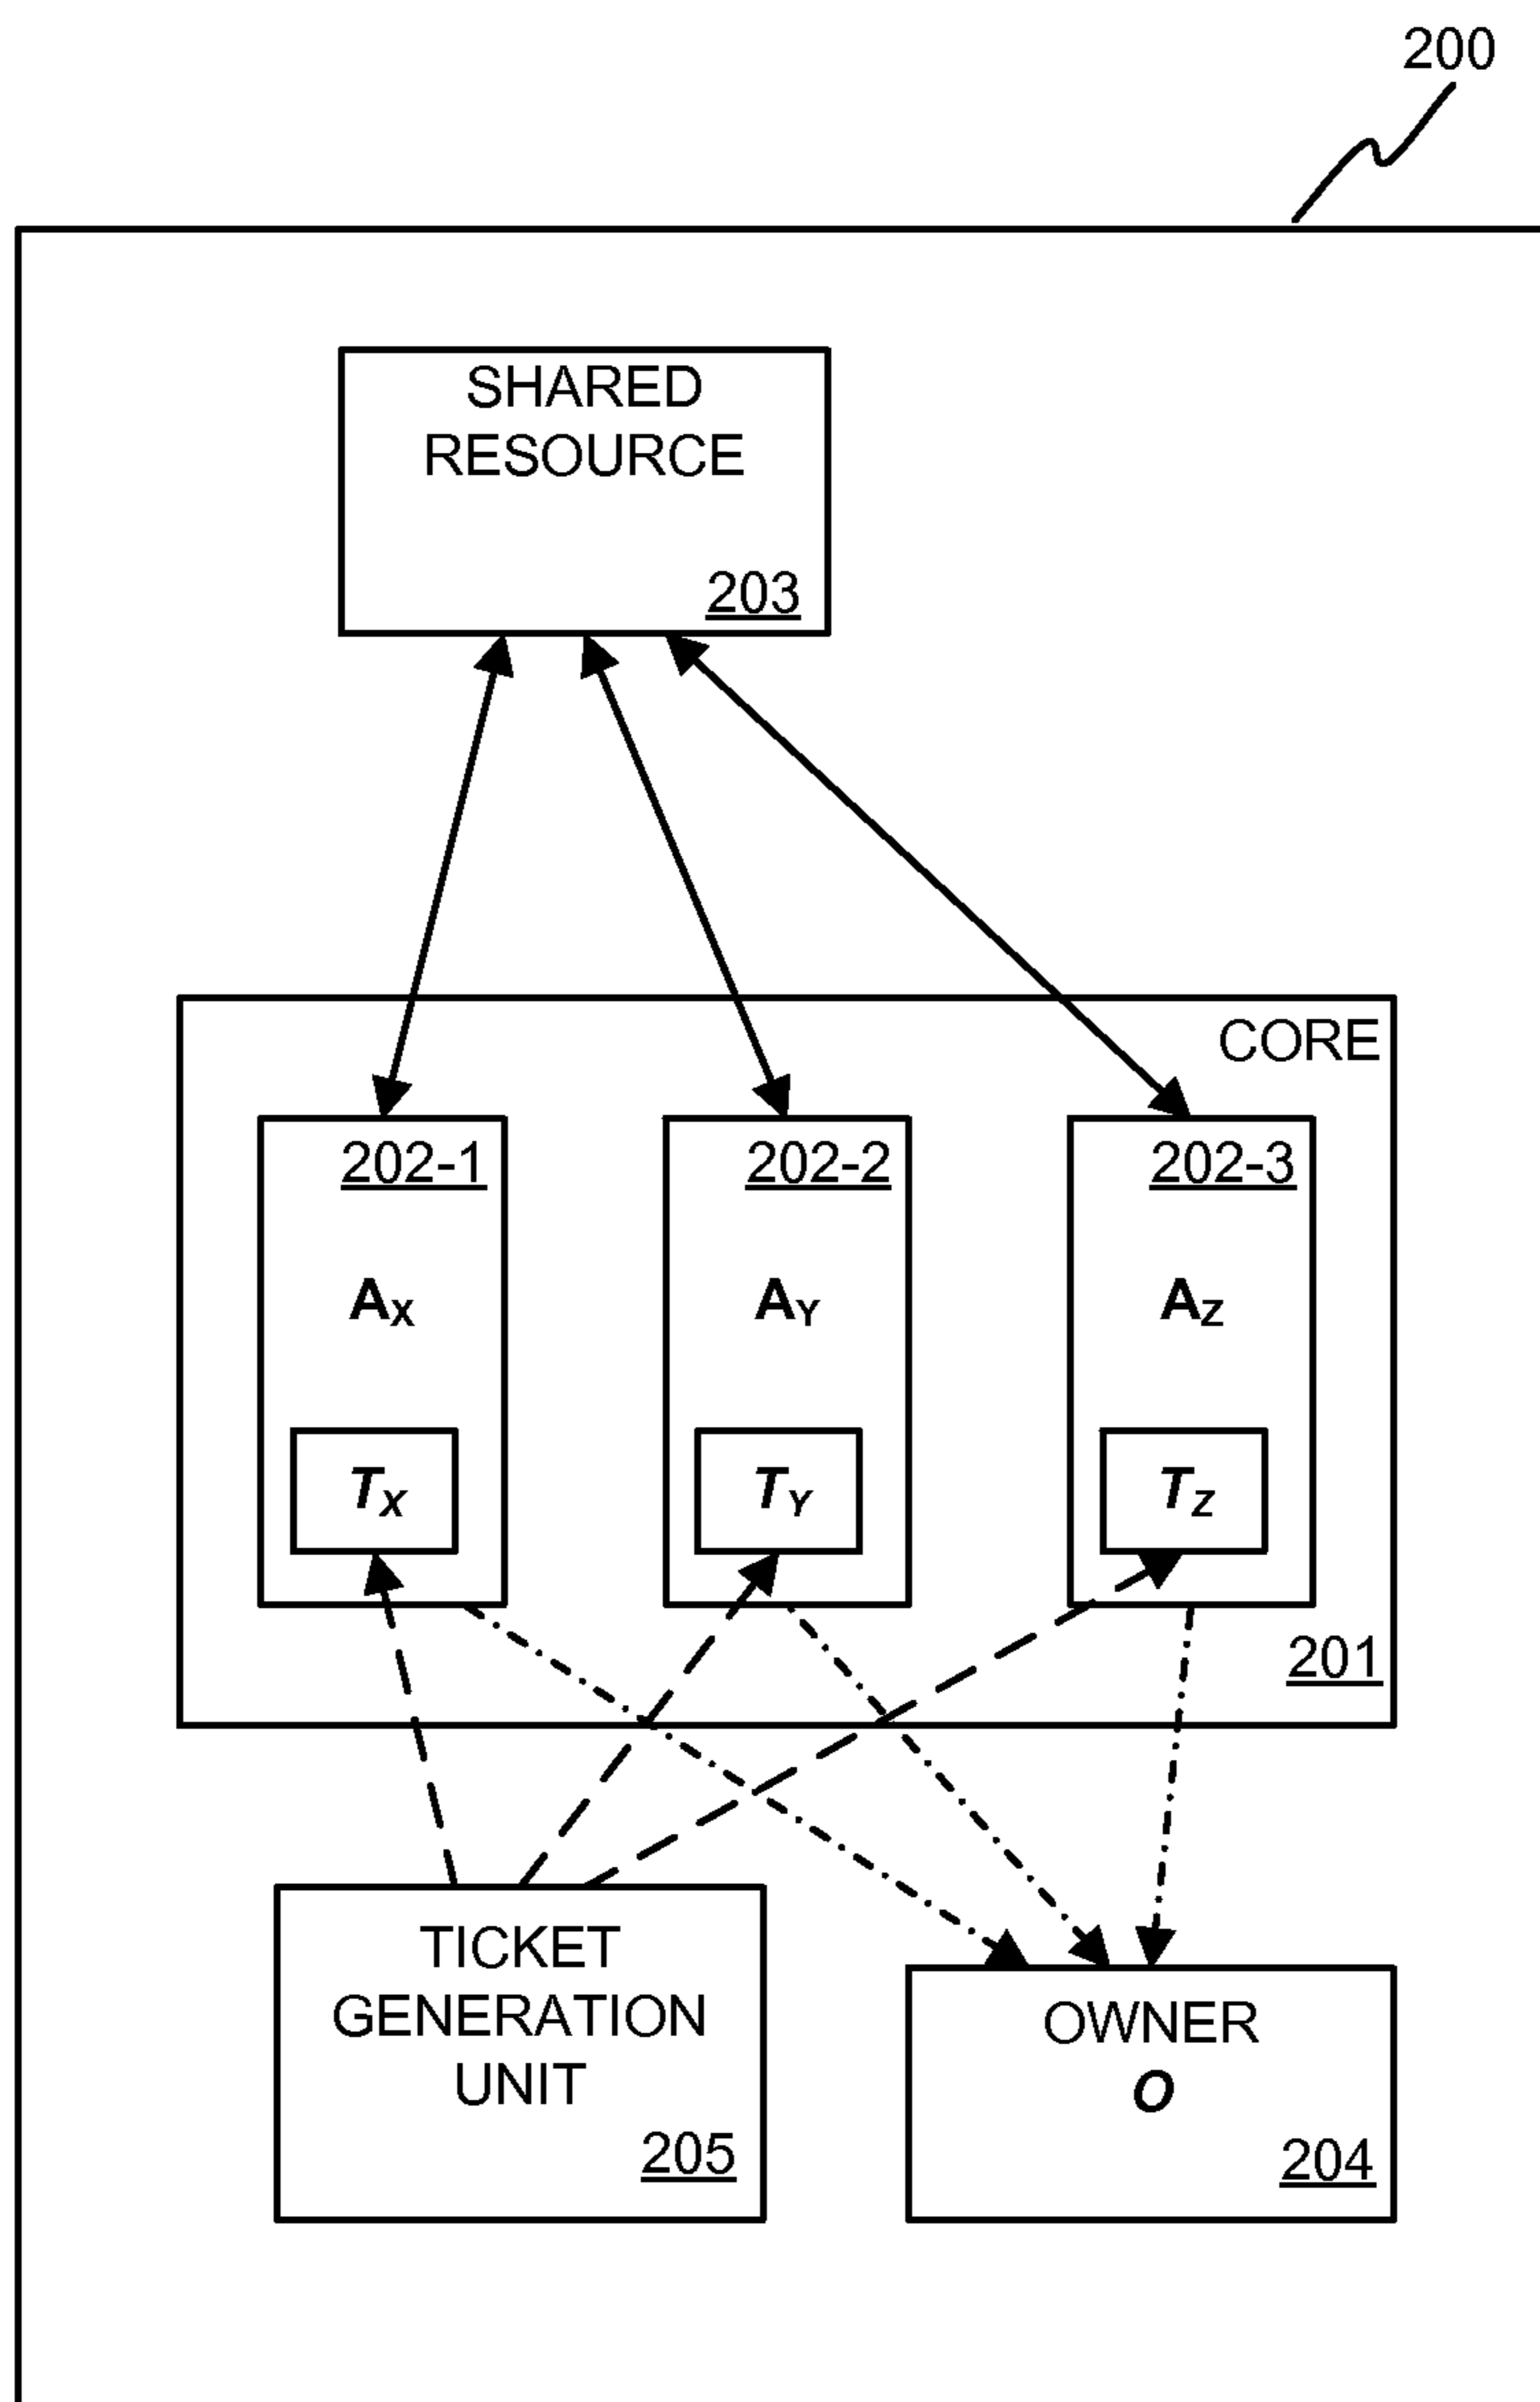 200
SHARED
RESOURCE
203
CORE
202-1
202-2
202-3
AX
AY
AZ
TX
TY
TZ
201
TICKET
GENERATION
UNIT
205
OWNER
O
204